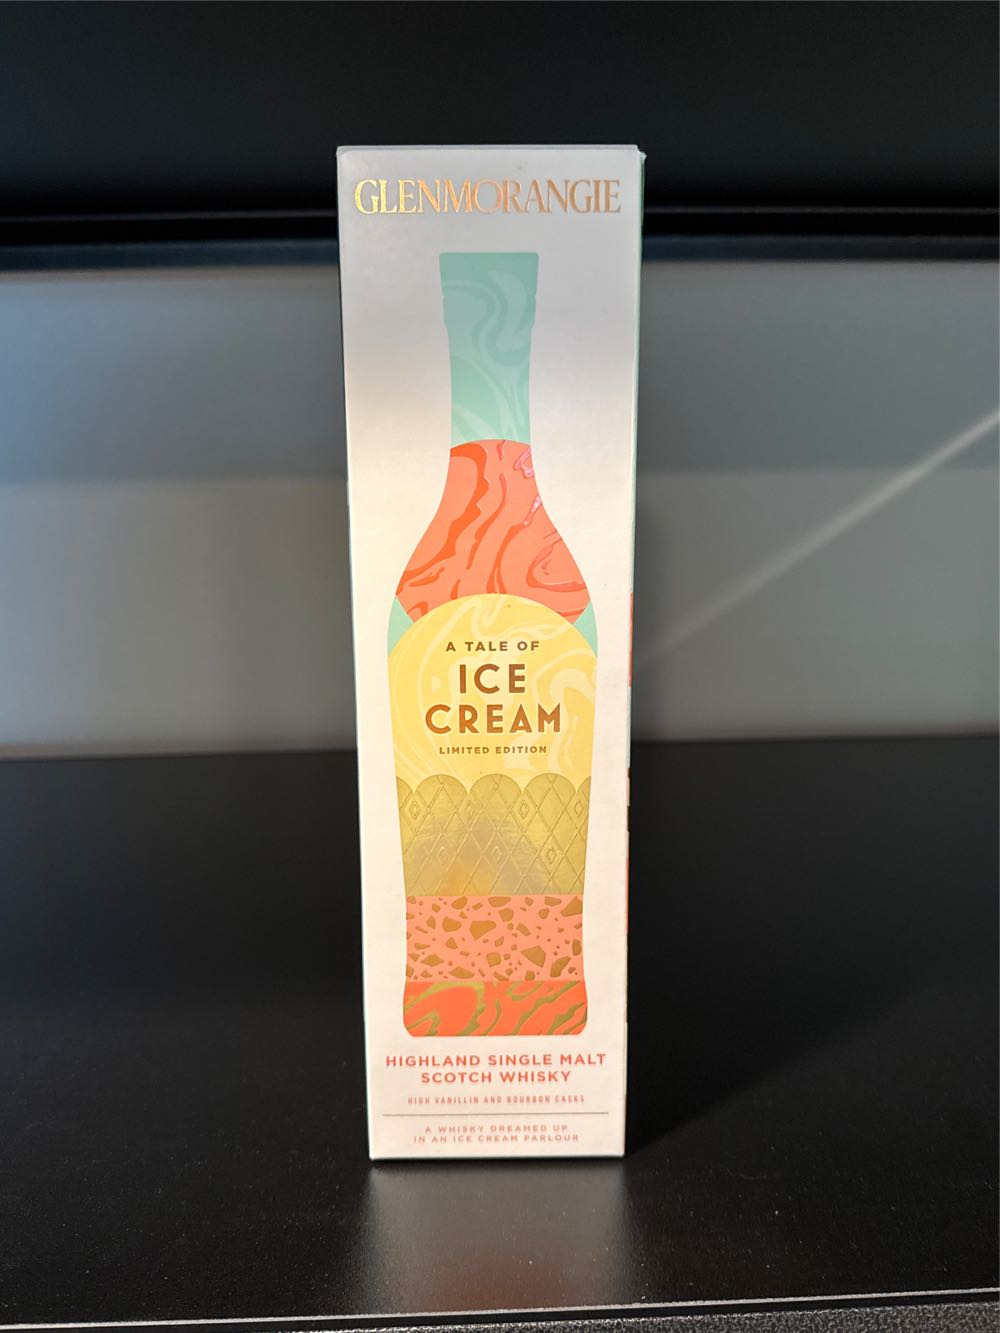 GLENMORANGIE
A TALE OF
ICE
CREAM
LIMITED EDITION
HIGHLAND SINGLE MALT
SCOTCH WHISKY
HIGH VANILLIN AND BOURBON CASKS
A WHISKY DREAMED UP
IN AN ICE CREAM PARLOUR